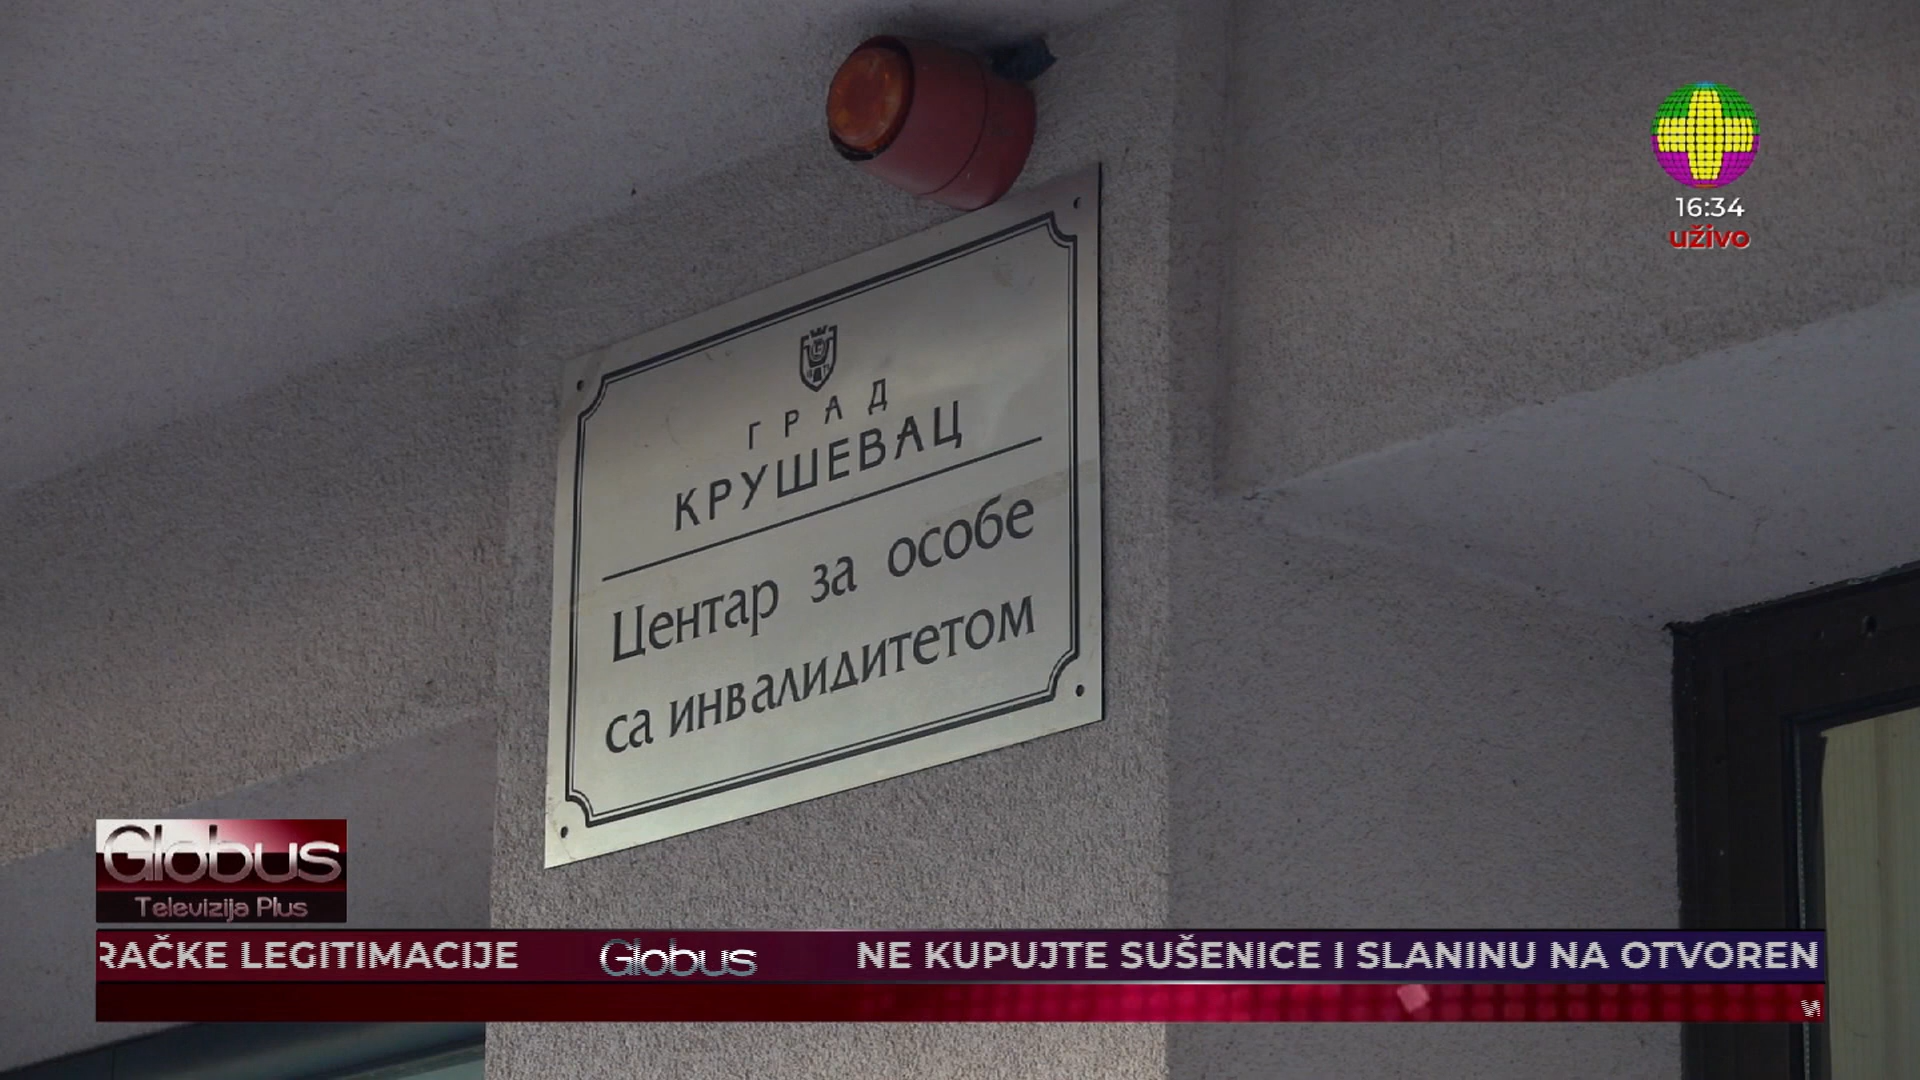 16:34
uživo
ГРАД
КРУШЕВАЦ
Центар за особе
са инвалидитетом
Globus
Televizija Plus
RAČKE LEGITIMACIJE Globus NE KUPUJTE SUŠENICE I SLANINU NA OTVOREN